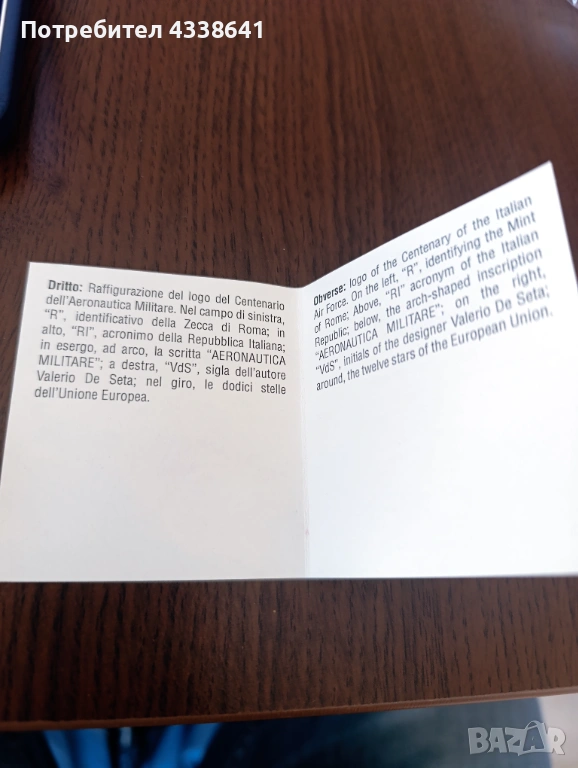 Потребител 4338641
Dritto: Raffigurazione del logo del Centenario
dell'Aeronautica Militare. Nel campo di sinistra,
"R", identificativo della Zecca di Roma; in
alto, "RI", acronimo della Repubblica Italiana;
in esergo, ad arco, la scritta "AERONAUTICA
MILITARE"; a destra, "VdS", sigla dell'autore
Valerio De Seta; nel giro, le dodici stelle
dell'Unione Europea.
Obverse: logo of the Centenary of the Italian
Air Force. On the left, "R", identifying the Mint
of Rome; Above, "RI" acronym of the Italian
Republic; below, the arch-shaped inscription
"AERONAUTICA MILITARE"; on the right,
"VdS", initials of the designer Valerio De Seta;
around, the twelve stars of the European Union.
BAZAR